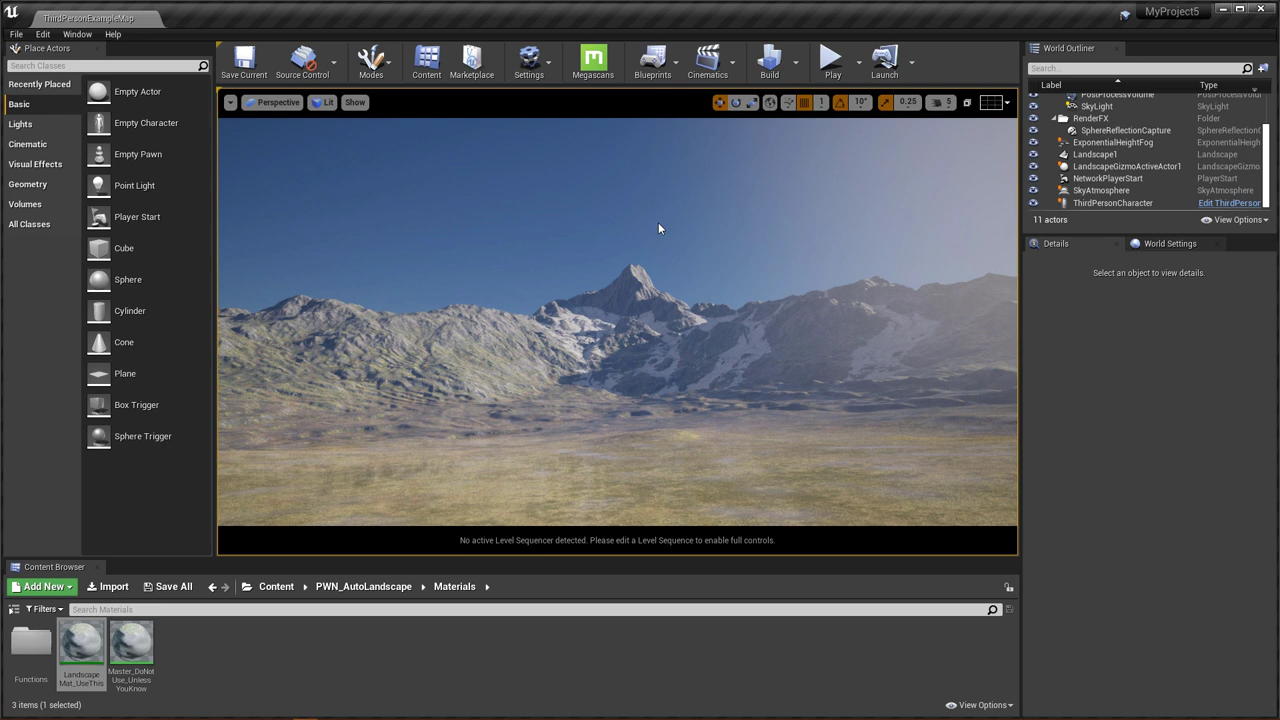 ThirdPersonExampleMap
MyProject5
File Edit Window Help
Place Actors
Search Classes
Recently Placed
Basic
Lights
Cinematic
Visual Effects
Geometry
Volumes
All Classes
Empty Actor
Empty Character
Empty Pawn
Point Light
Player Start
Cube
Sphere
Cylinder
Cone
Plane
Box Trigger
Sphere Trigger
Save Current Source Control Modes Content Marketplace Settings Megascans Blueprints Cinematics Build Play Launch
Perspective Lit Show 1 10° 0.25 5
No active Level Sequencer detected. Please edit a Level Sequence to enable full controls.
World Outliner
Search...
Label Type
PostProcessVolume PostProcessVolu
SkyLight SkyLight
RenderFX Folder
SphereReflectionCapture SphereReflection
ExponentialHeightFog ExponentialHeigh
Landscape1 Landscape
LandscapeGizmoActiveActor1 LandscapeGizmo
NetworkPlayerStart PlayerStart
SkyAtmosphere SkyAtmosphere
ThirdPersonCharacter Edit ThirdPerson
11 actors View Options
Details World Settings
Select an object to view details.
Content Browser
Add New Import Save All Content PWN_AutoLandscape Materials
Filters Search Materials
Functions
Landscape
Mat_UseThis
Master_DoNot
Use_Unless
YouKnow
3 items (1 selected) View Options